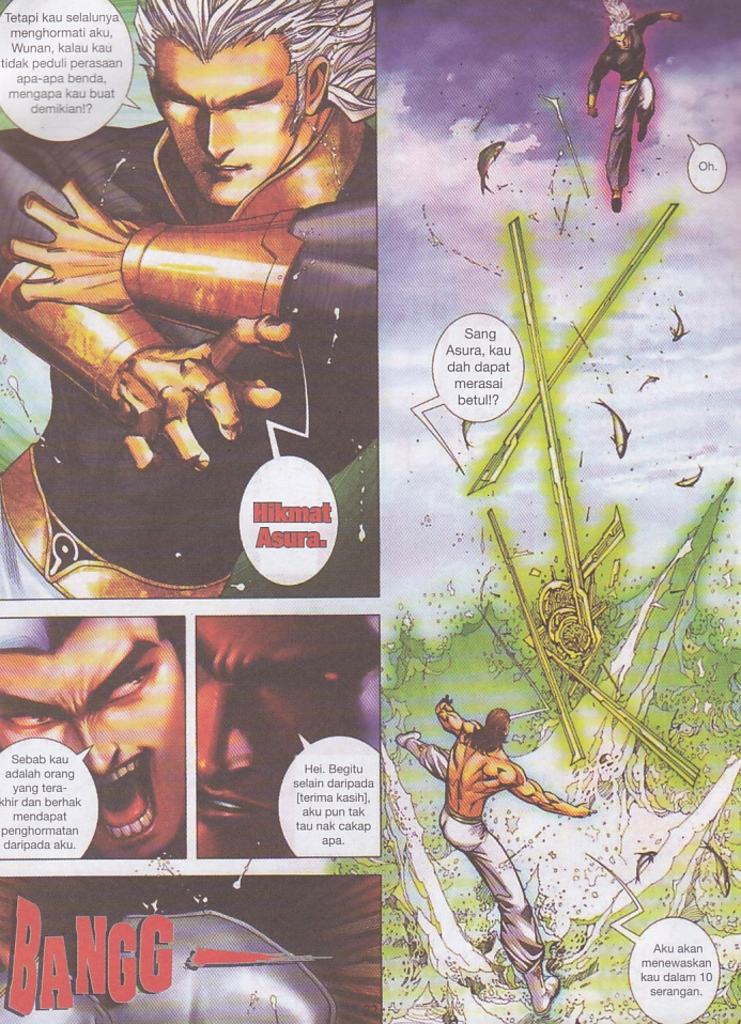 Tetapi kau selalunya
menghormati aku,
Wunan, kalau kau
tidak peduli perasaan
apa-apa benda,
mengapa kau buat
demikian!?
Hikmat
Asura.
Sebab kau
adalah orang
yang tera-
khir dan berhak
mendapat
penghormatan
daripada aku.
Hei. Begitu
selain daripada
[terima kasih],
aku pun tak
tau nak cakap
apa.
BANGG
Oh.
Sang
Asura, kau
dah dapat
merasai
betul!?
Aku akan
menewaskan
kau dalam 10
serangan.